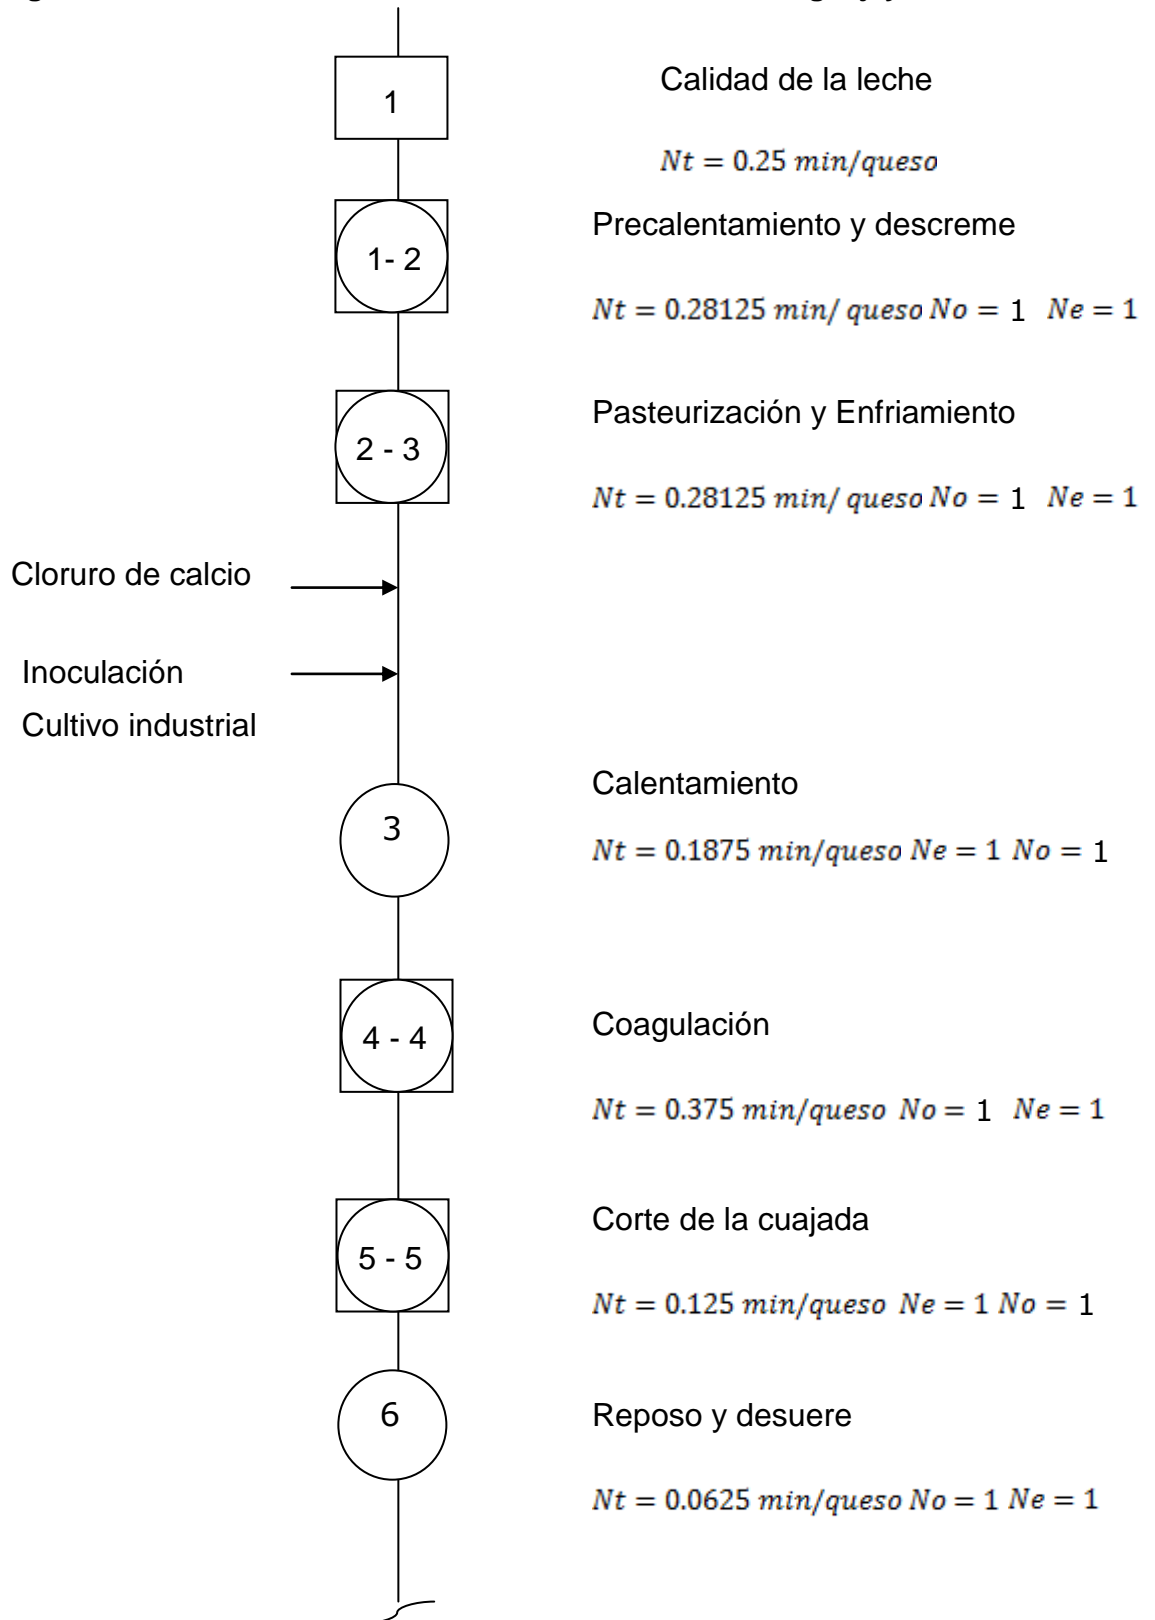 1
Calidad de la leche
Nt = 0.25 min/queso
1- 2
Precalentamiento y descreme
Nt = 0.28125 min/ queso No = 1 Ne = 1
2 - 3
Pasteurización y Enfriamiento
Nt = 0.28125 min/ queso No = 1 Ne = 1
Cloruro de calcio
Inoculación
Cultivo industrial
3
Calentamiento
Nt = 0.1875 min/queso Ne = 1 No = 1
4 - 4
Coagulación
Nt = 0.375 min/queso No = 1 Ne = 1
5 - 5
Corte de la cuajada
Nt = 0.125 min/queso Ne = 1 No = 1
6
Reposo y desuere
Nt = 0.0625 min/queso No = 1 Ne = 1